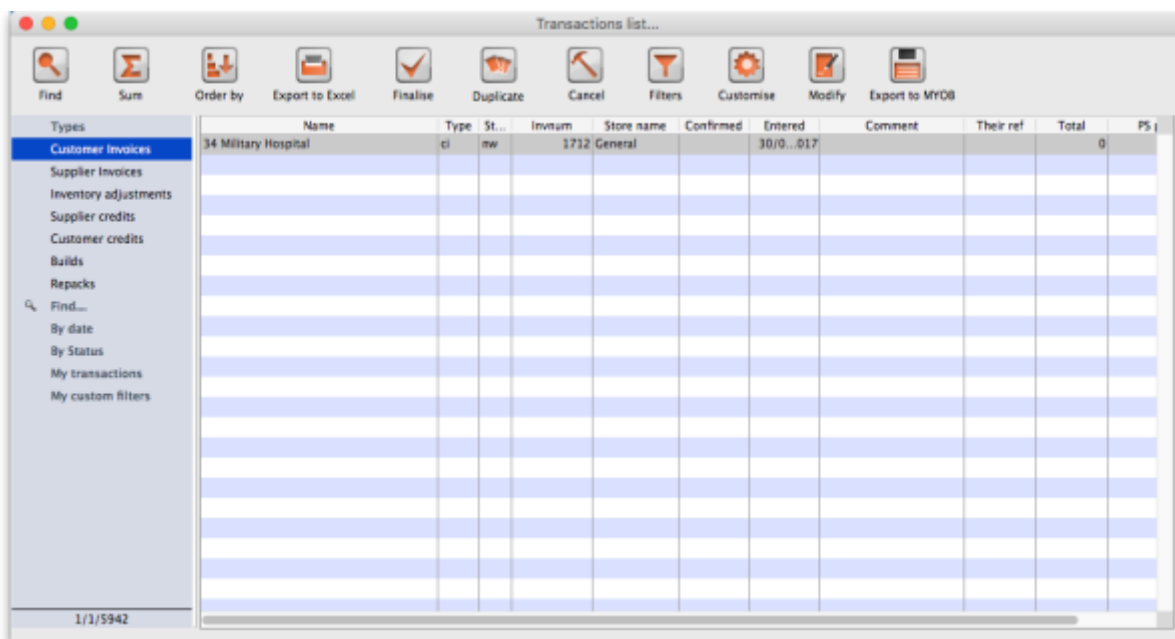 Transactions list...
Find Sum Order by Export to Excel Finalise Duplicate Cancel Filters Customise Modify Export to MYOB
Types
Customer Invoices
Supplier Invoices
Inventory adjustments
Supplier credits
Customer credits
Builds
Repacks
Find...
By date
By Status
My transactions
My custom filters
1/1/5942
Name Type St... Invnum Store name Confirmed Entered Comment Their ref Total PS
34 Military Hospital ci nw 1712 General 30/0...017 0